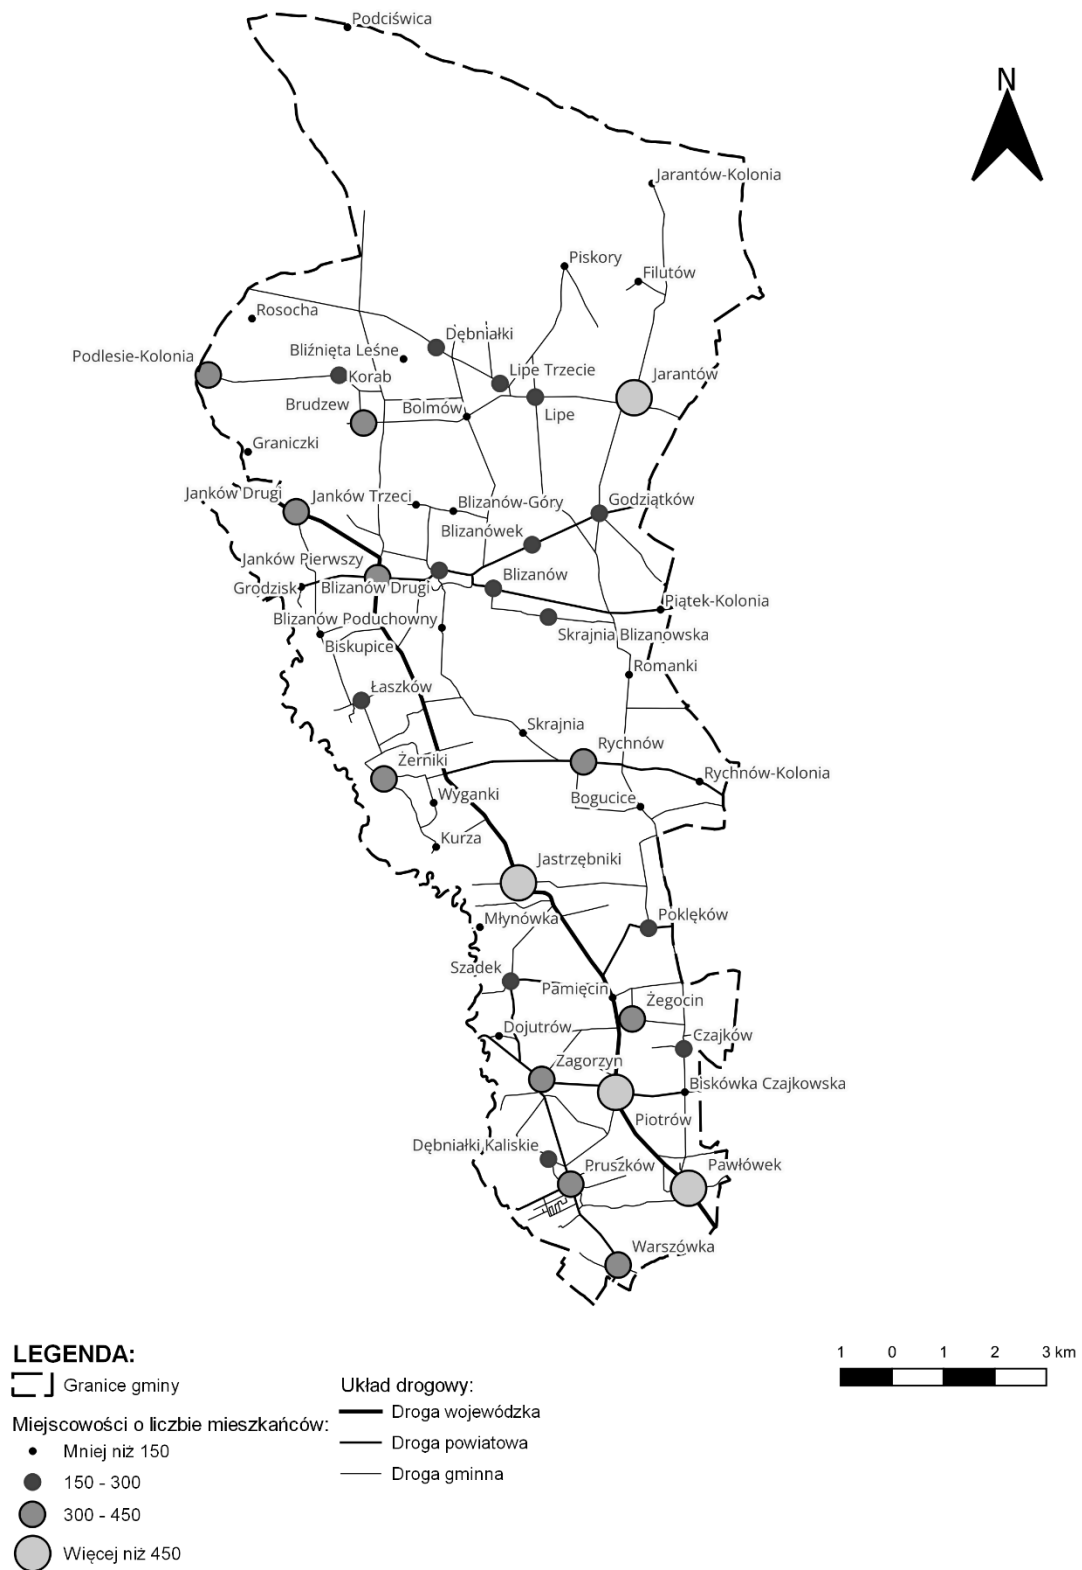 Podciświca
N
Jarantów-Kolonia
Piskory
Filutów
Rosocha
Dębniałki
Bliźnięta Leśne
Podlesie-Kolonia
Lipe Trzecie
Jarantów
Korab
Brudzew
Bolmów
Lipe
Graniczki
Janków Drugi
Janków Trzeci
Blizanów-Góry
Godziątków
Blizanówek
Janków Pierwszy
Blizanów
Grodzisk
Blizanów Drugi
Piątek-Kolonia
Blizanów Poduchowny
Skrajnia Blizanowska
Biskupice
Romanki
Łaszków
Skrajnia
Rychnów
Żerniki
Rychnów-Kolonia
Wyganki
Bogucice
Kurza
Jastrzębniki
Młynówka
Poklęków
Szadek
Pamięcin
Żegocin
Dojutrów
Czajków
Zagorzyn
Biskówka Czajkowska
Piotrów
Dębniałki Kaliskie
Pruszków
Pawłówek
Warszówka
LEGENDA:
Granice gminy
Miejscowości o liczbie mieszkańców:
Mniej niż 150
150 - 300
300 - 450
Więcej niż 450
Układ drogowy:
Droga wojewódzka
Droga powiatowa
Droga gminna
1 0 1 2 3 km